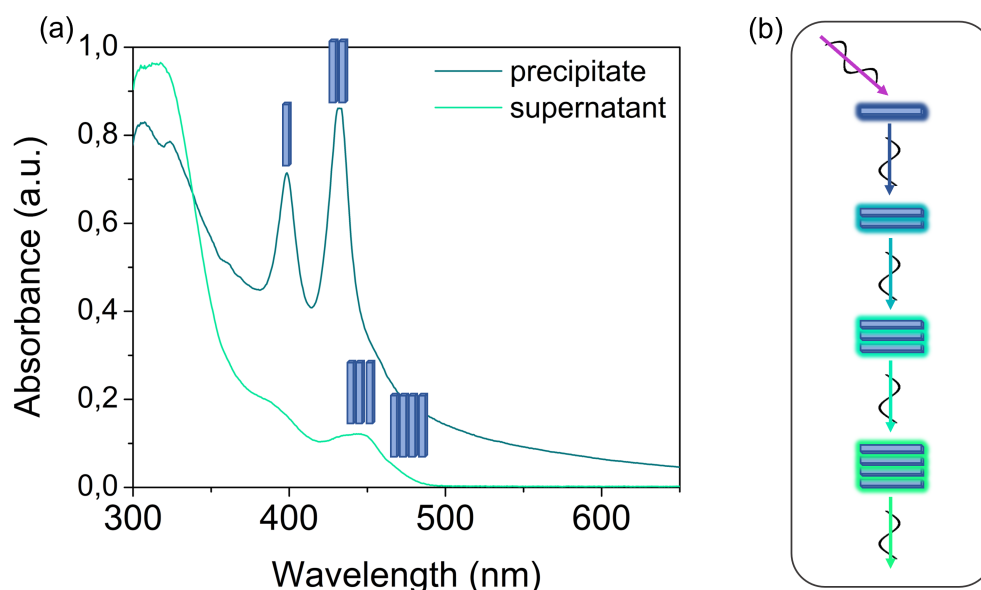 (a)
precipitate
supernatant
1,0
0,8
0,6
0,4
0,2
0,0
Absorbance (a.u.)
300
400
500
600
Wavelength (nm)
(b)